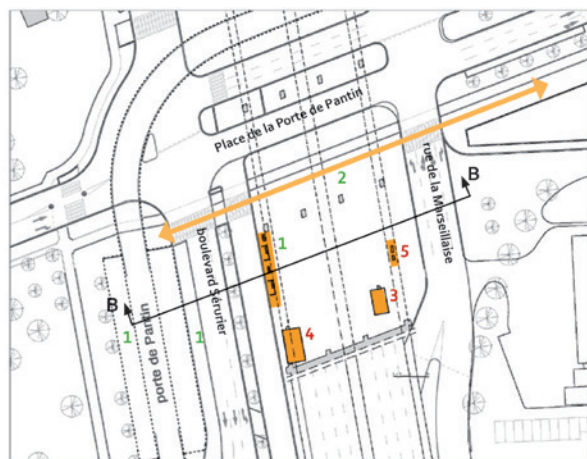 Place de la Porte de Pantin
2
rue de la Marseillaise
B
boulevard Sérurier
1
5
B
1
porte de Pantin
1
3
4